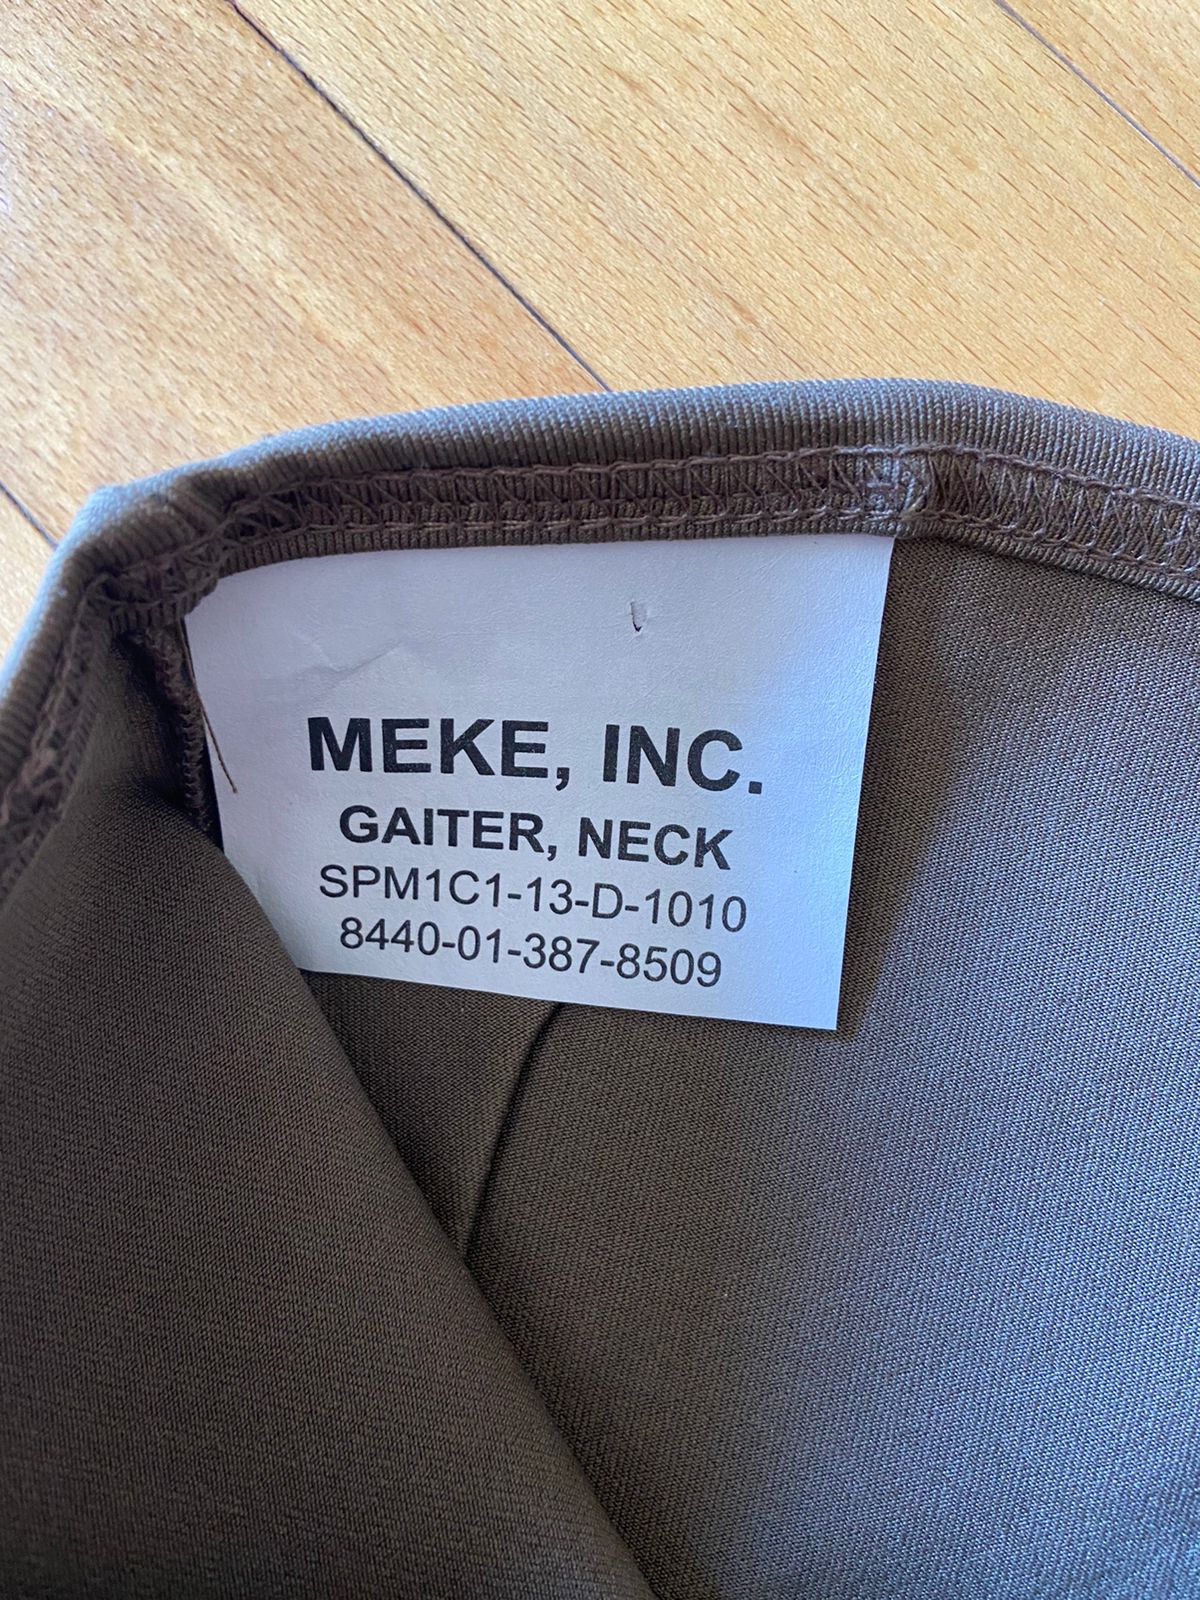 MEKE, INC.
GAITER, NECK
SPM1C1-13-D-1010
8440-01-387-8509